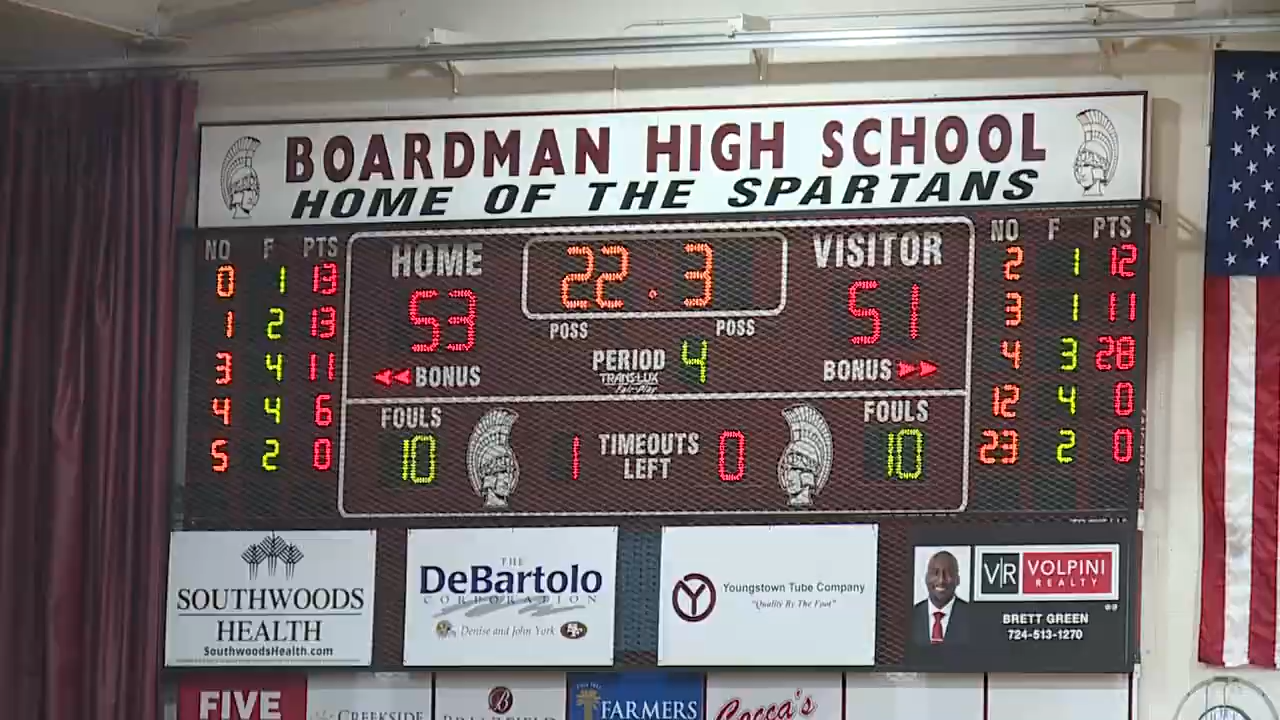 BOARDMAN HIGH SCHOOL
HOME OF THE SPARTANS
NO F PTS
0 1 13
1 2 13
3 4 11
4 4 6
5 2 0
HOME
53
22.3
VISITOR
51
POSS POSS
PERIOD 4
TRANS-LUX
Fair-Play
BONUS
BONUS
FOULS
10
1 TIMEOUTS LEFT 0
FOULS
10
NO F PTS
2 1 12
3 1 11
4 3 28
12 4 0
23 2 0
SOUTHWOODS
HEALTH
SouthwoodsHealth.com
THE
DeBartolo
CORPORATION
Denise and John York
Youngstown Tube Company
"Quality By The Foot"
VR VOLPINI
REALTY
BRETT GREEN
724-513-1270
FIVE
CREEKSIDE
FARMERS
Cocca's